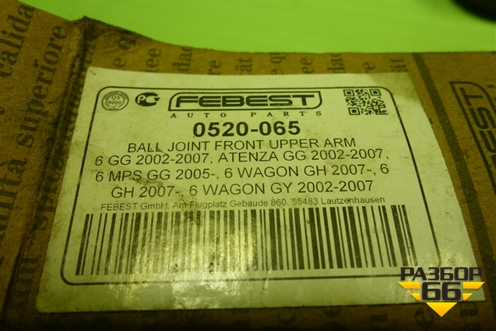 FEBEST
AUTO PARTS
0520-065
BALL JOINT FRONT UPPER ARM
6 GG 2002-2007, ATENZA GG 2002-2007,
6 MPS GG 2005-, 6 WAGON GH 2007-, 6
GH 2007-, 6 WAGON GY 2002-2007
FEBEST GmbH, Am Flugplatz Gebaude 860, 55483 Lautzenhausen
superiore
calida
FEBEST
РАЗБОР
66